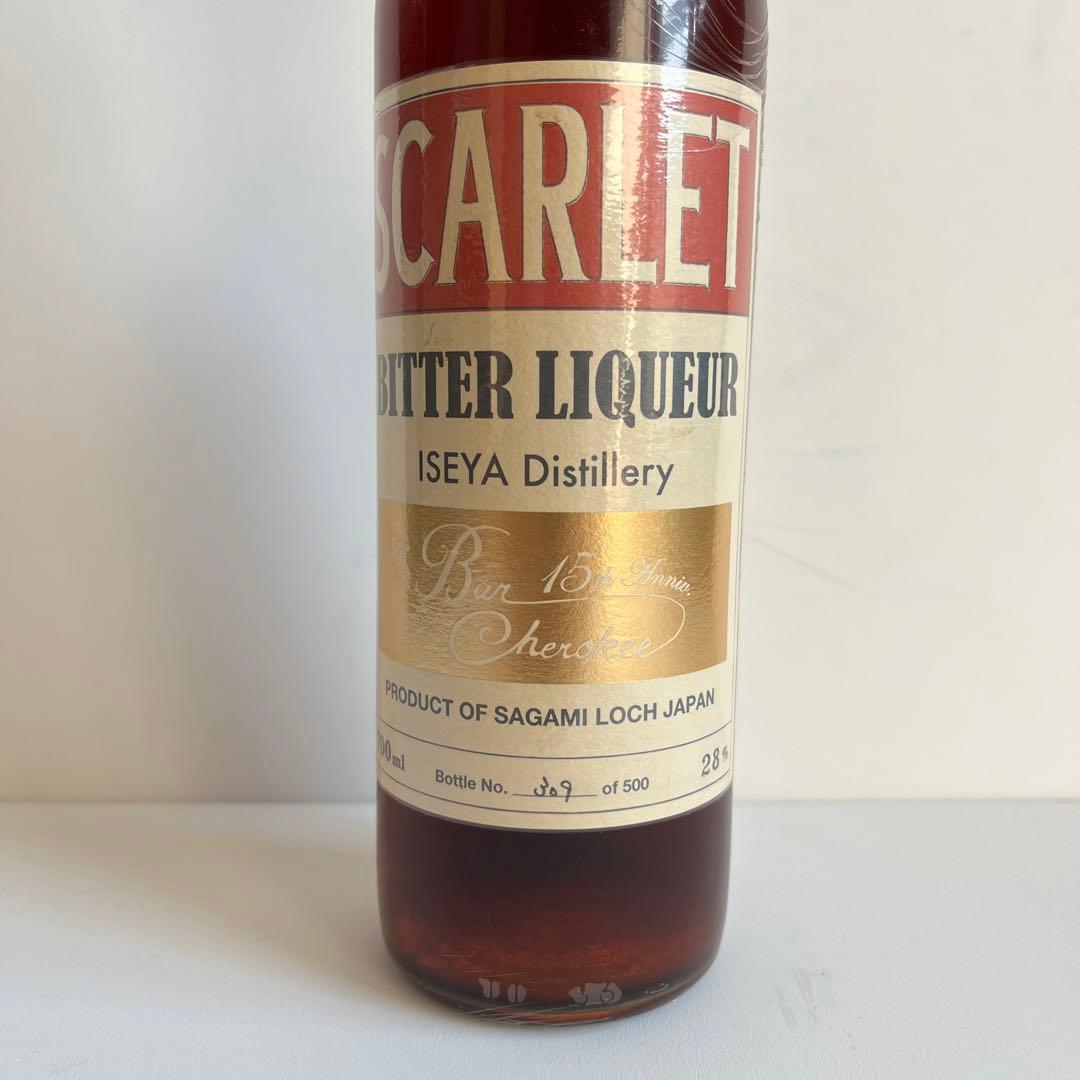 SCARLET
BITTER LIQUEUR
ISEYA Distillery
Bar 15th Anniv.
Cherokee
PRODUCT OF SAGAMI LOCH JAPAN
00ml 28%
Bottle No. 309 of 500